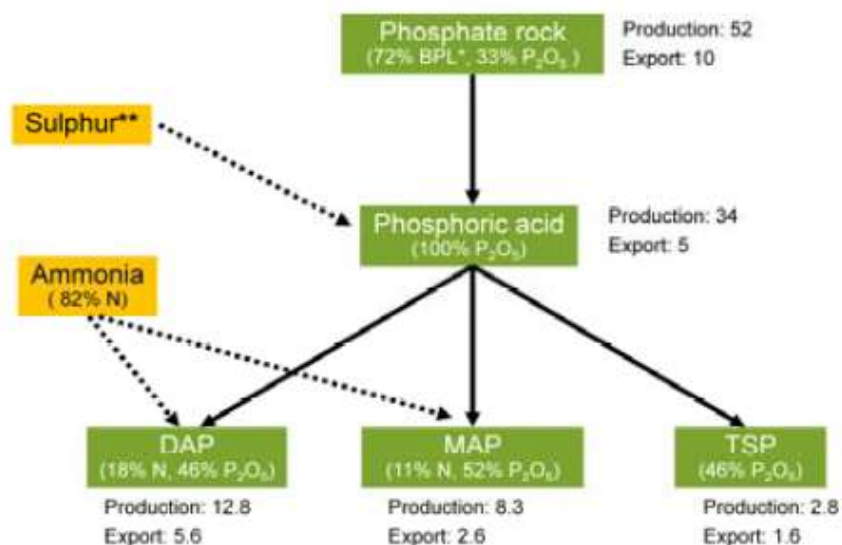 Phosphate rock
(72% BPL*, 33% P₂O₅ )
Production: 52
Export: 10
Sulphur**
Phosphoric acid
(100% P₂O₅)
Production: 34
Export: 5
Ammonia
( 82% N)
DAP
(18% N, 46% P₂O₅)
Production: 12.8
Export: 5.6
MAP
(11% N, 52% P₂O₅)
Production: 8.3
Export: 2.6
TSP
(46% P₂O₅)
Production: 2.8
Export: 1.6